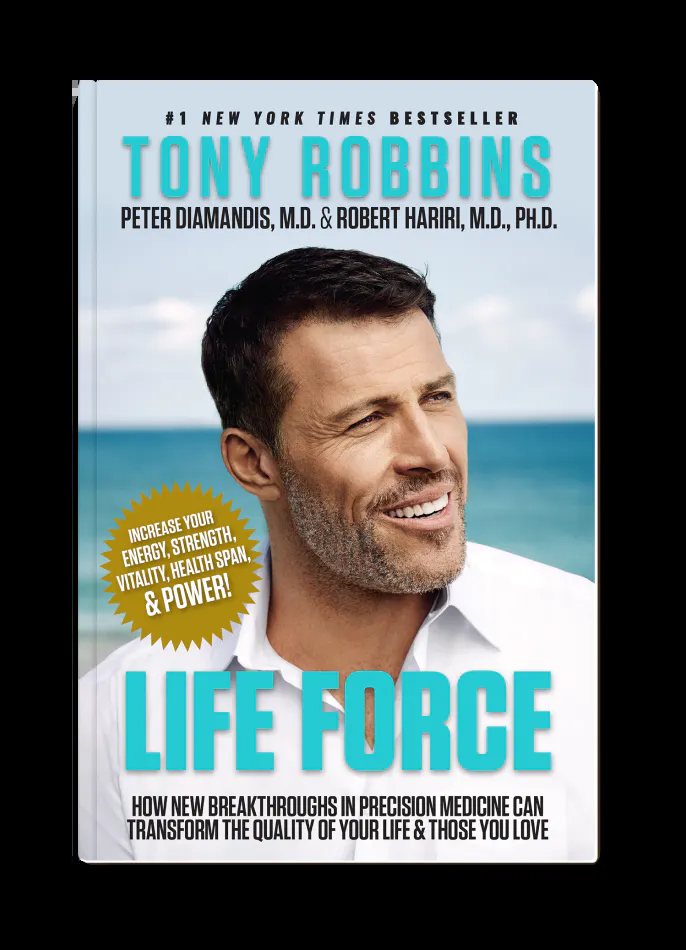 #1 NEW YORK TIMES BESTSELLER
TONY ROBBINS
PETER DIAMANDIS, M.D. & ROBERT HARIRI, M.D., PH.D.
INCREASE YOUR
ENERGY, STRENGTH,
VITALITY, HEALTH SPAN,
& POWER!
LIFE FORCE
HOW NEW BREAKTHROUGHS IN PRECISION MEDICINE CAN
TRANSFORM THE QUALITY OF YOUR LIFE & THOSE YOU LOVE